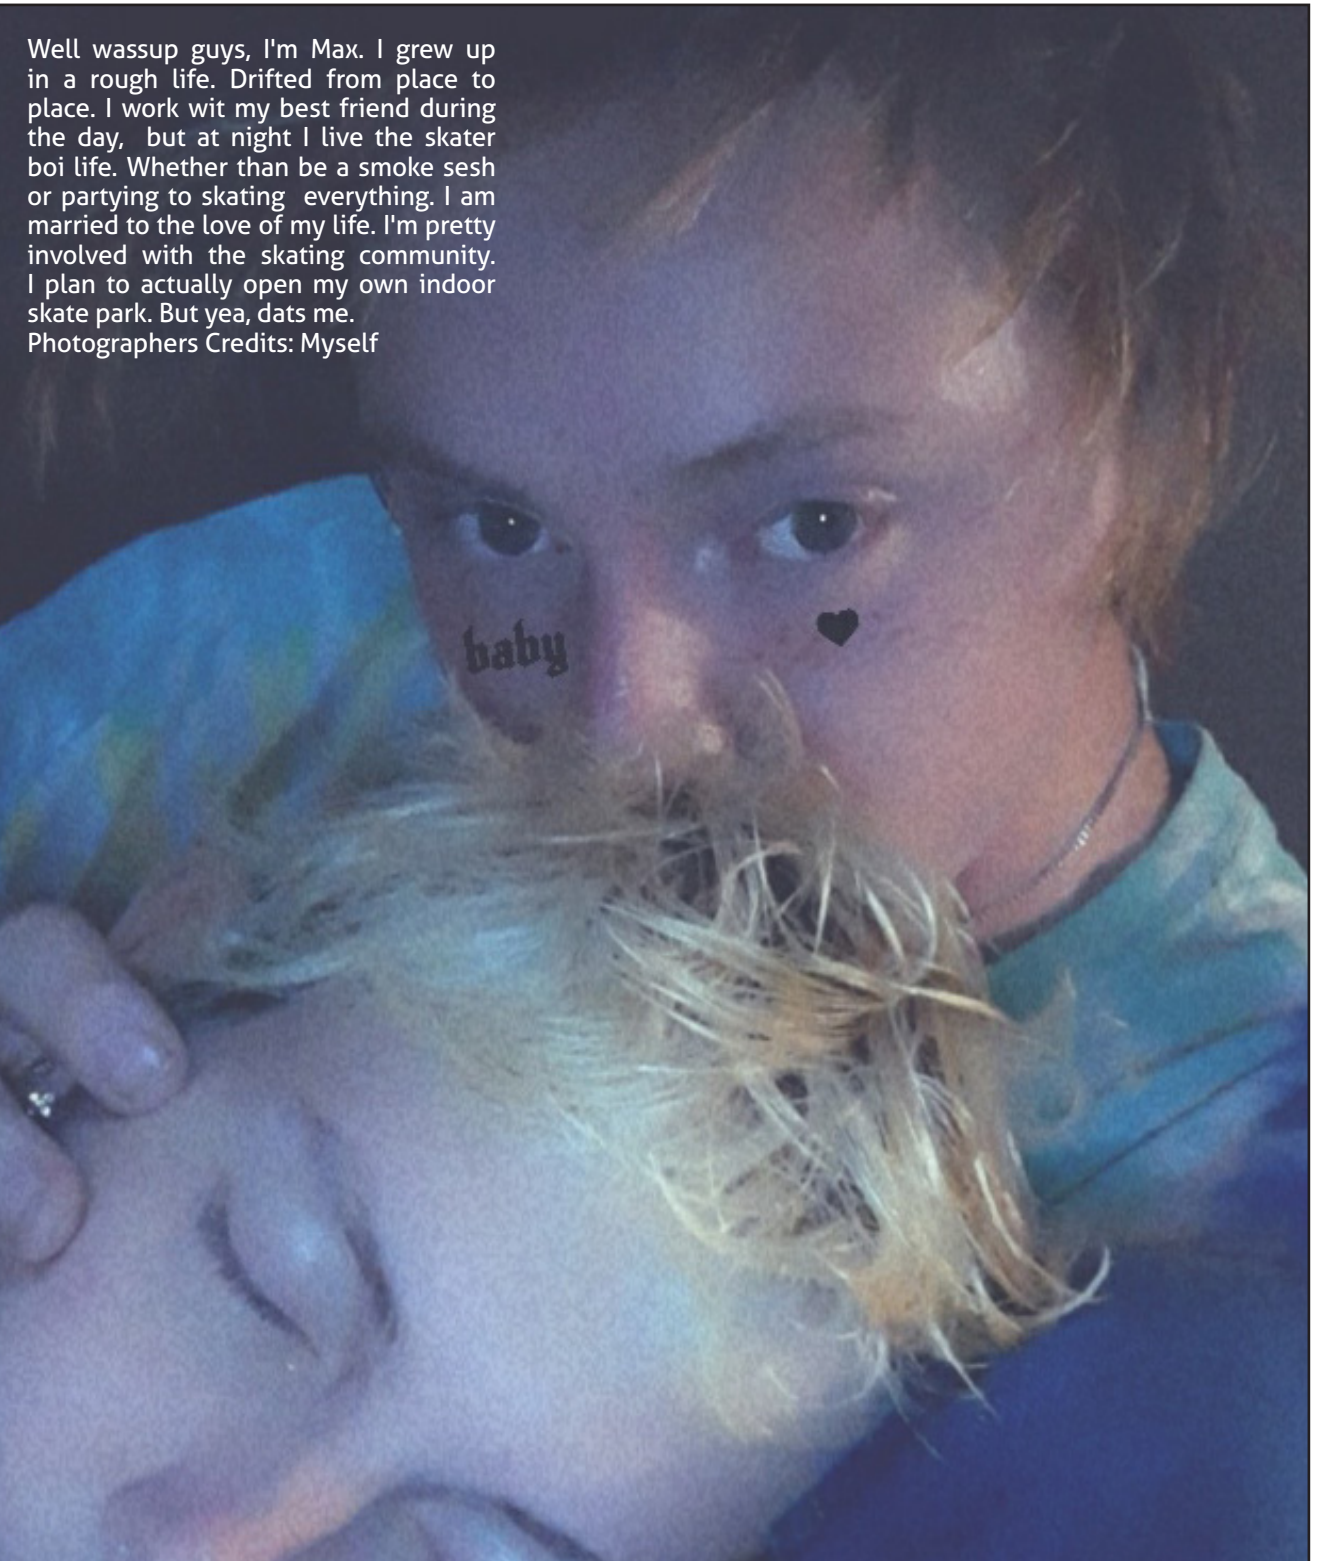 Well wassup guys, I'm Max. I grew up
in a rough life. Drifted from place to
place. I work wit my best friend during
the day,  but at night I live the skater
boi life. Whether than be a smoke sesh
or partying to skating  everything. I am
married to the love of my life. I'm pretty
involved with the skating community.
I plan to actually open my own indoor
skate park. But yea, dats me.
Photographers Credits: Myself
baby